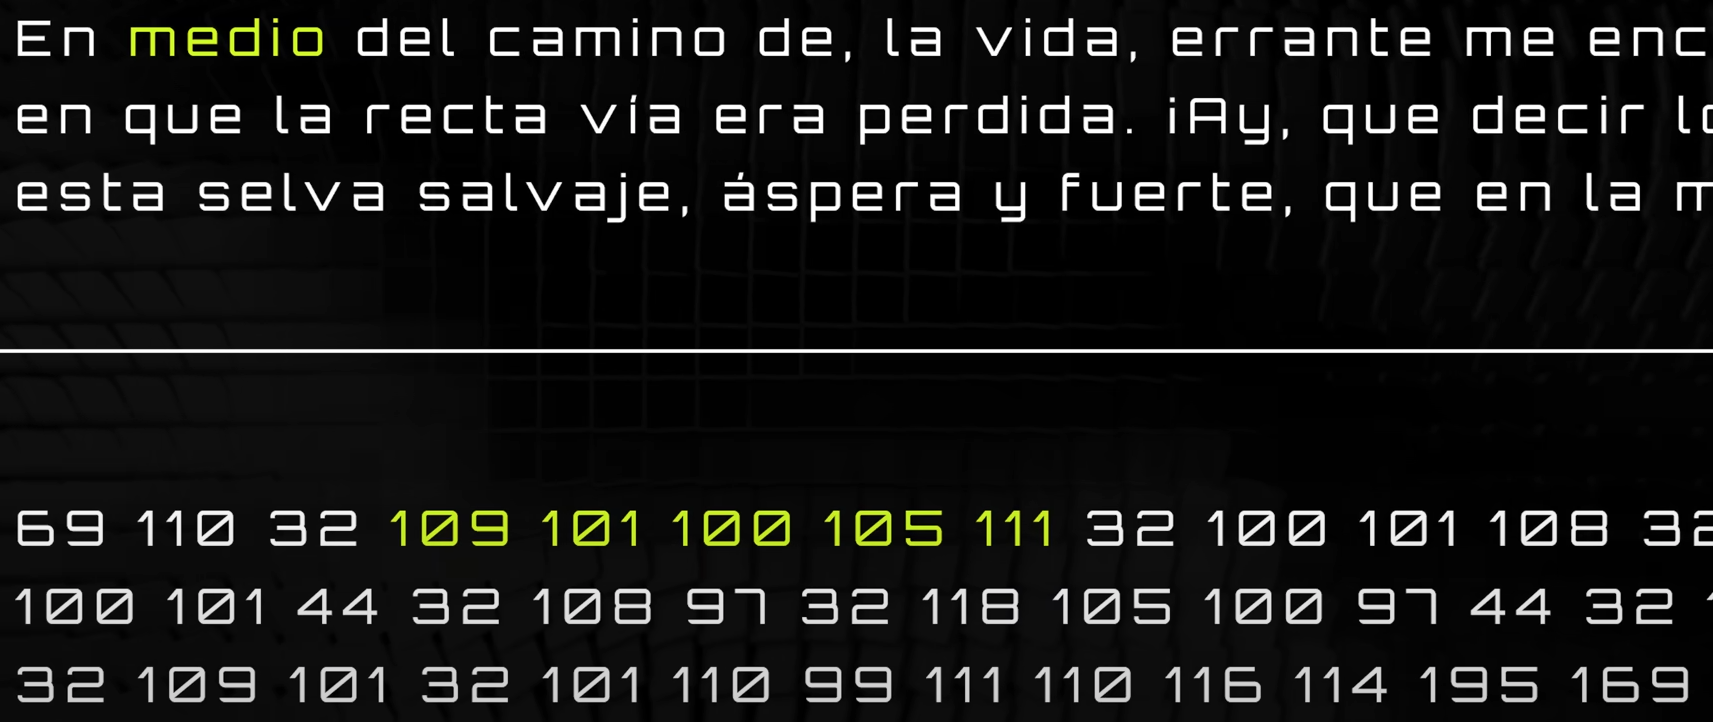 En medio del camino de, la vida, errante me enc
en que la recta vía era perdida. ¡Ay, que decir lo
esta selva salvaje, áspera y fuerte, que en la m
69 110 32 109 101 100 105 111 32 100 101 108 32
100 101 44 32 108 97 32 118 105 100 97 44 32 1
32 109 101 32 101 110 99 111 110 116 114 195 169